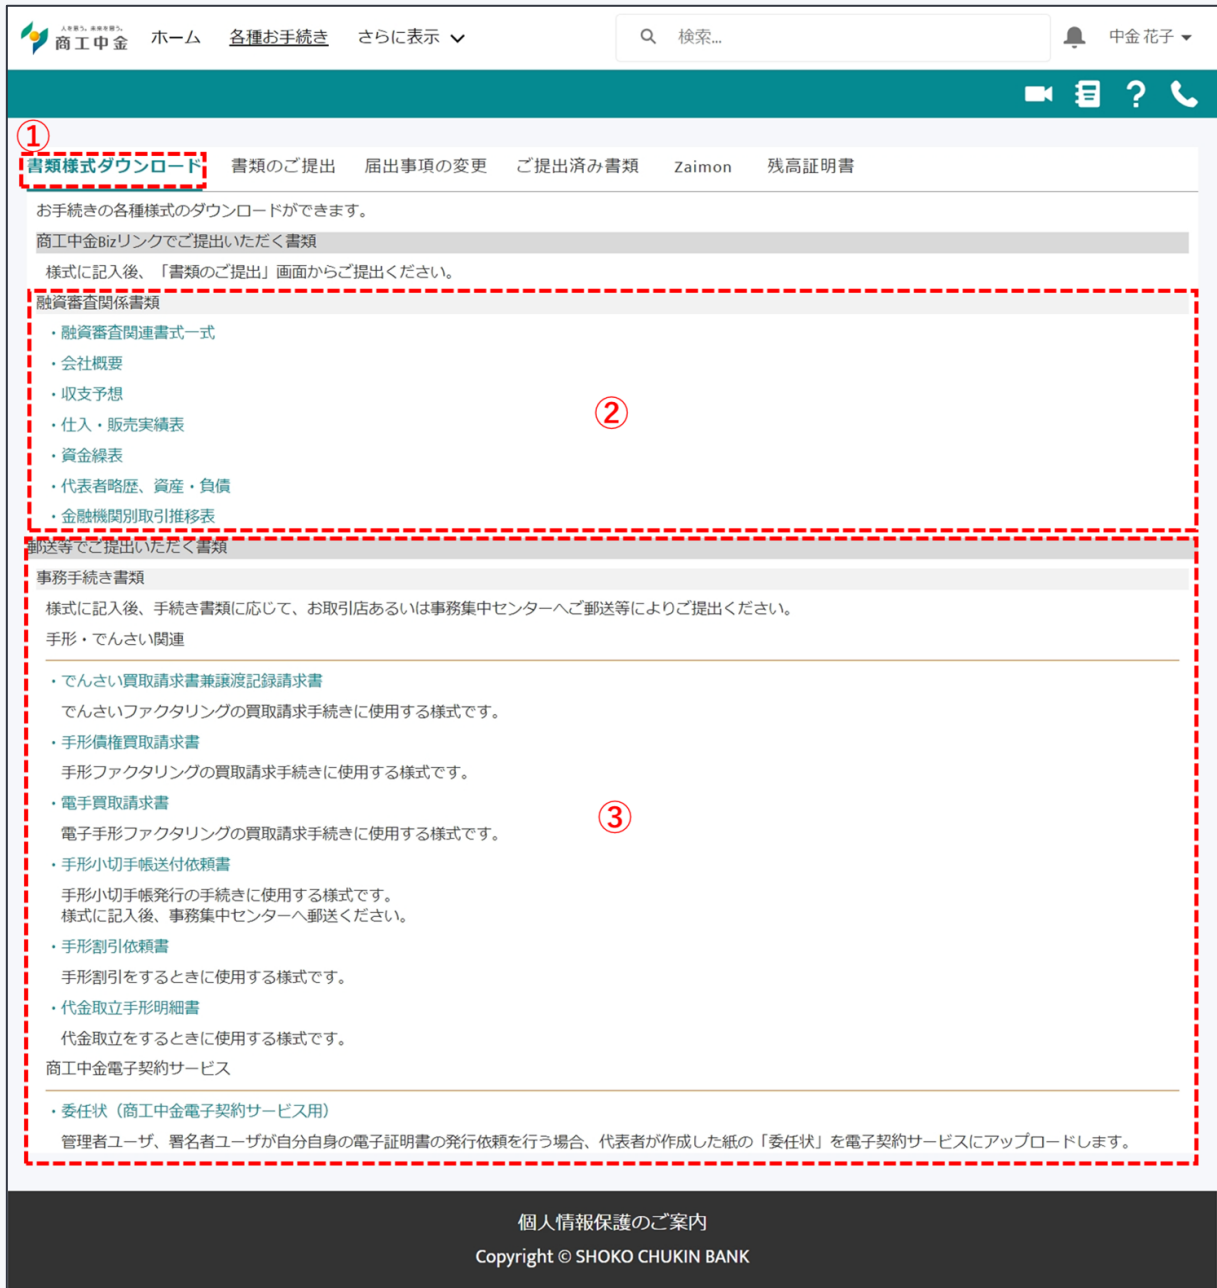 人を思う。未来を想う。
商工中金 ホーム 各種お手続き さらに表示 検索... 中金 花子
①
書類様式ダウンロード 書類のご提出 届出事項の変更 ご提出済み書類 Zaimon 残高証明書
お手続きの各種様式のダウンロードができます。
商工中金Bizリンクでご提出いただく書類
様式に記入後、「書類のご提出」画面からご提出ください。
融資審査関係書類
・融資審査関連書式一式
・会社概要
・収支予想
②
・仕入・販売実績表
・資金繰表
・代表者略歴、資産・負債
・金融機関別取引推移表
郵送等でご提出いただく書類
事務手続き書類
様式に記入後、手続き書類に応じて、お取引店あるいは事務集中センターへご郵送等によりご提出ください。
手形・でんさい関連
・でんさい買取請求書兼譲渡記録請求書
でんさいファクタリングの買取請求手続きに使用する様式です。
・手形債権買取請求書
手形ファクタリングの買取請求手続きに使用する様式です。
・電手買取請求書
③
電子手形ファクタリングの買取請求手続きに使用する様式です。
・手形小切手帳送付依頼書
手形小切手帳発行の手続きに使用する様式です。
様式に記入後、事務集中センターへ郵送ください。
・手形割引依頼書
手形割引をするときに使用する様式です。
・代金取立手形明細書
代金取立をするときに使用する様式です。
商工中金電子契約サービス
・委任状（商工中金電子契約サービス用）
管理者ユーザ、署名者ユーザが自分自身の電子証明書の発行依頼を行う場合、代表者が作成した紙の「委任状」を電子契約サービスにアップロードします。
個人情報保護のご案内
Copyright © SHOKO CHUKIN BANK